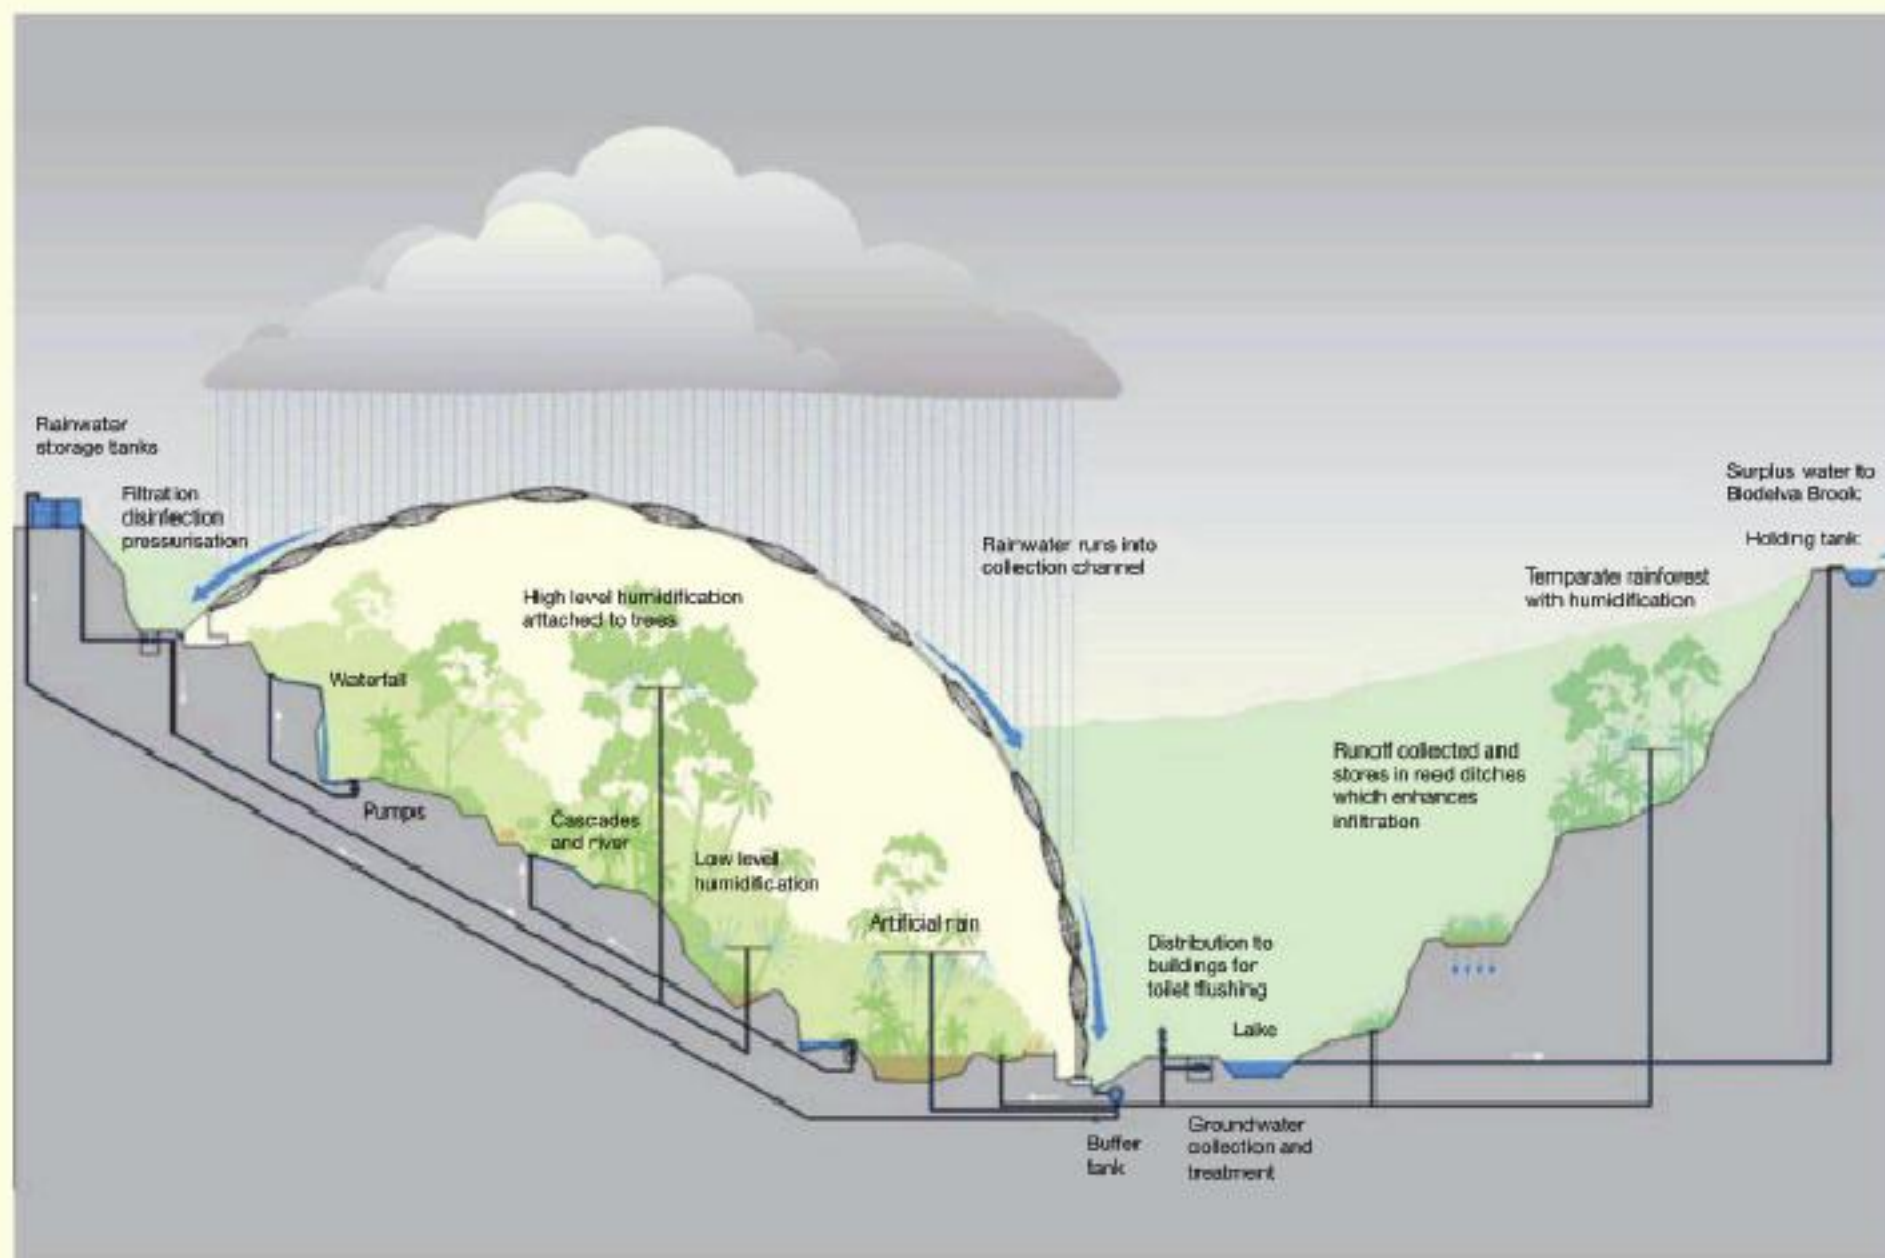 Rainwater
storage tanks
Filtration
disinfection
pressurisation
Rainwater runs into
collection channel
Surplus water to
Bodelva Brook
Holding tank
Temparate rainforest
with humidification
High level humidification
attached to trees
Waterfall
Pumps
Cascades
and river
Low level
humidification
Artificial rain
Runoff collected and
stores in reed ditches
which enhances
infiltration
Distribution to
buildings for
toilet flushing
Lake
Buffer
tank
Groundwater
collection and
treatment